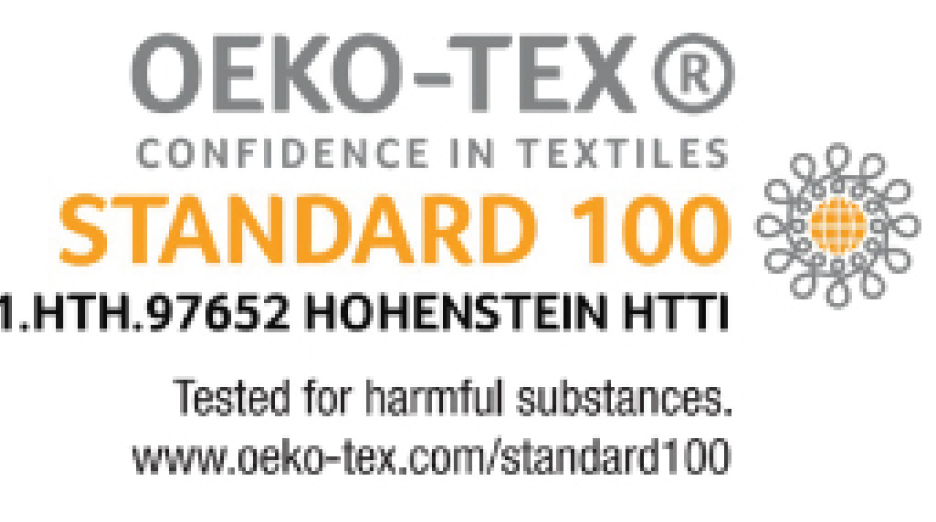 OEKO-TEX®
CONFIDENCE IN TEXTILES
STANDARD 100
1.HTH.97652 HOHENSTEIN HTTI
Tested for harmful substances.
www.oeko-tex.com/standard100